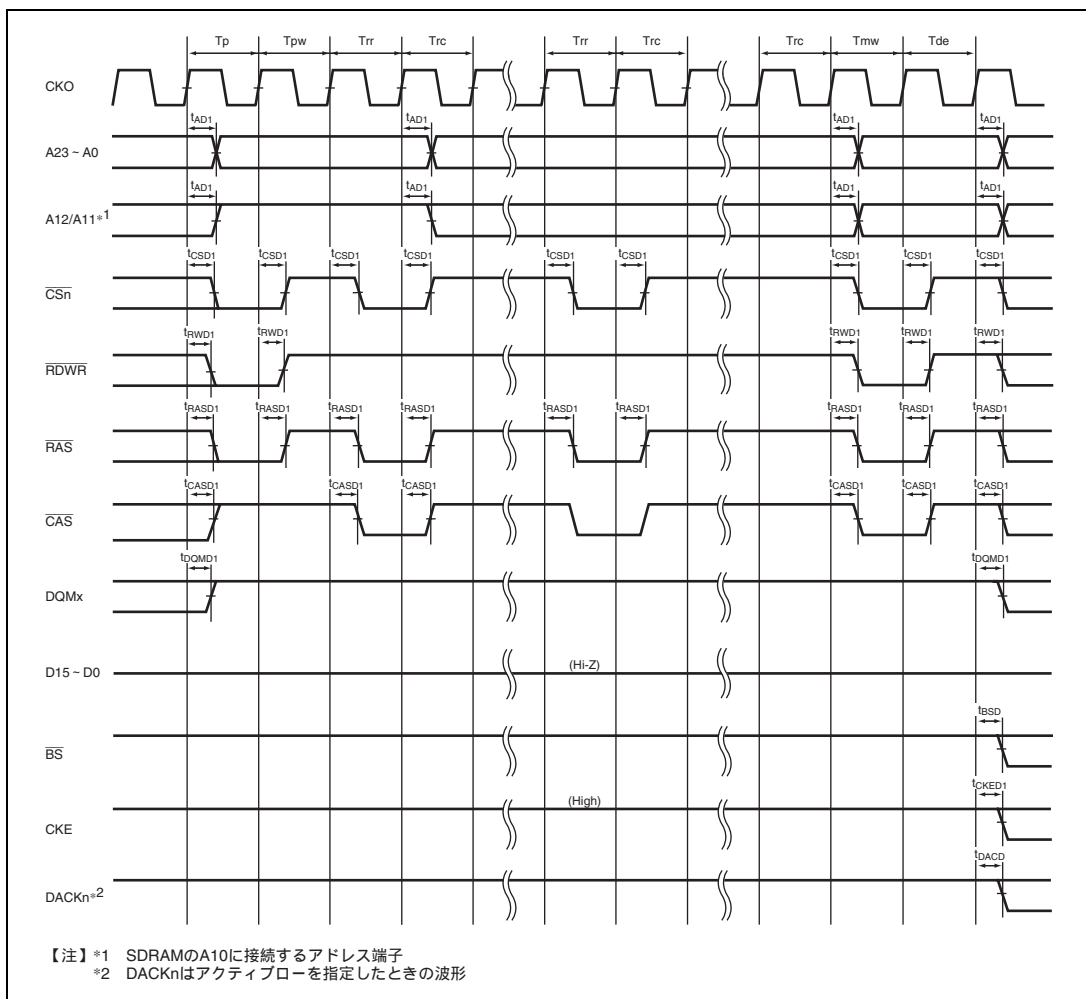 Tp Tpw Trr Trc Trr Trc Trc Tmw Tde
CKO
tAD1 tAD1 tAD1 tAD1
A23 ~ A0
tAD1 tAD1 tAD1 tAD1
A12/A11*1
tCSD1 tCSD1 tCSD1 tCSD1 tCSD1 tCSD1 tCSD1 tCSD1 tCSD1
CSn
tRWD1 tRWD1 tRWD1 tRWD1 tRWD1
RDWR
tRASD1 tRASD1 tRASD1 tRASD1 tRASD1 tRASD1 tRASD1 tRASD1 tRASD1
RAS
tCASD1 tCASD1 tCASD1 tCASD1 tCASD1 tCASD1
CAS
tDQMD1 tDQMD1
DQMx
D15 ~ D0 (Hi-Z)
tBSD
BS
(High) tCKED1
CKE
tDACD
DACKn*2
【注】*1 SDRAMのA10に接続するアドレス端子
*2 DACKnはアクティブローを指定したときの波形